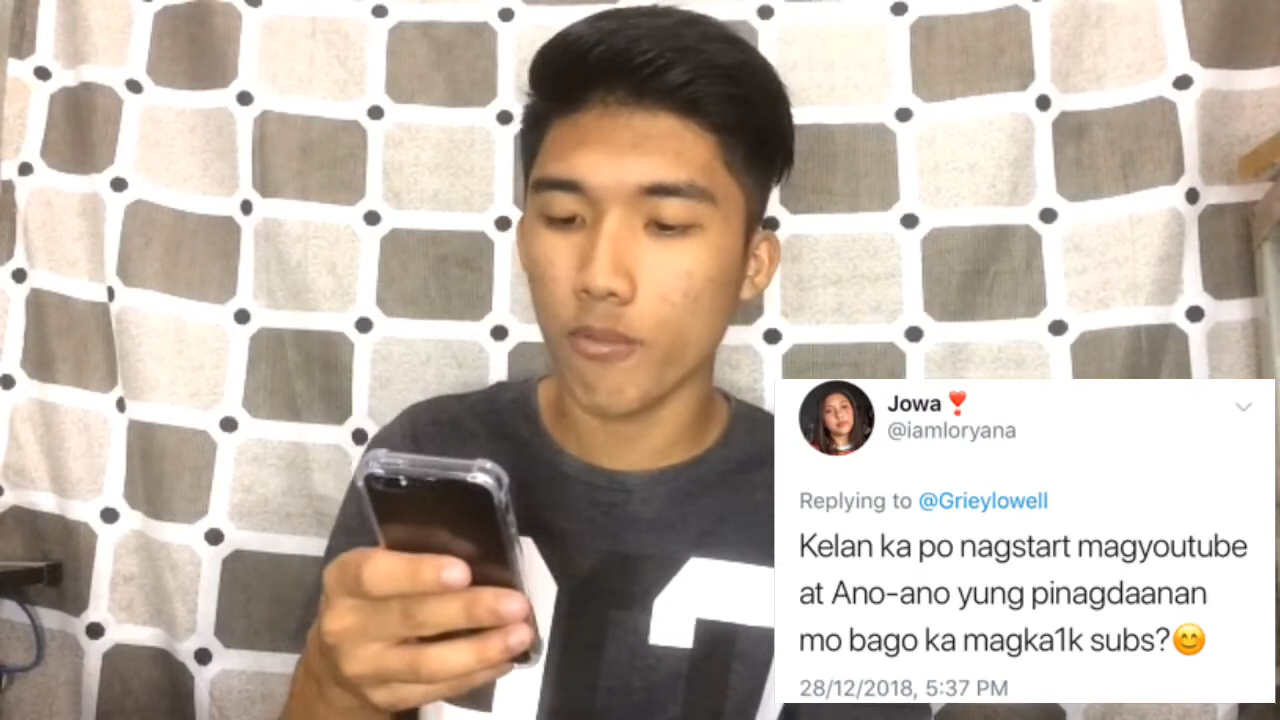 Jowa❣️
@iamloryana
Replying to @Grieylowell
Kelan ka po nagstart magyoutube
at Ano-ano yung pinagdaanan
mo bago ka magka1k subs?😊
28/12/2018, 5:37 PM